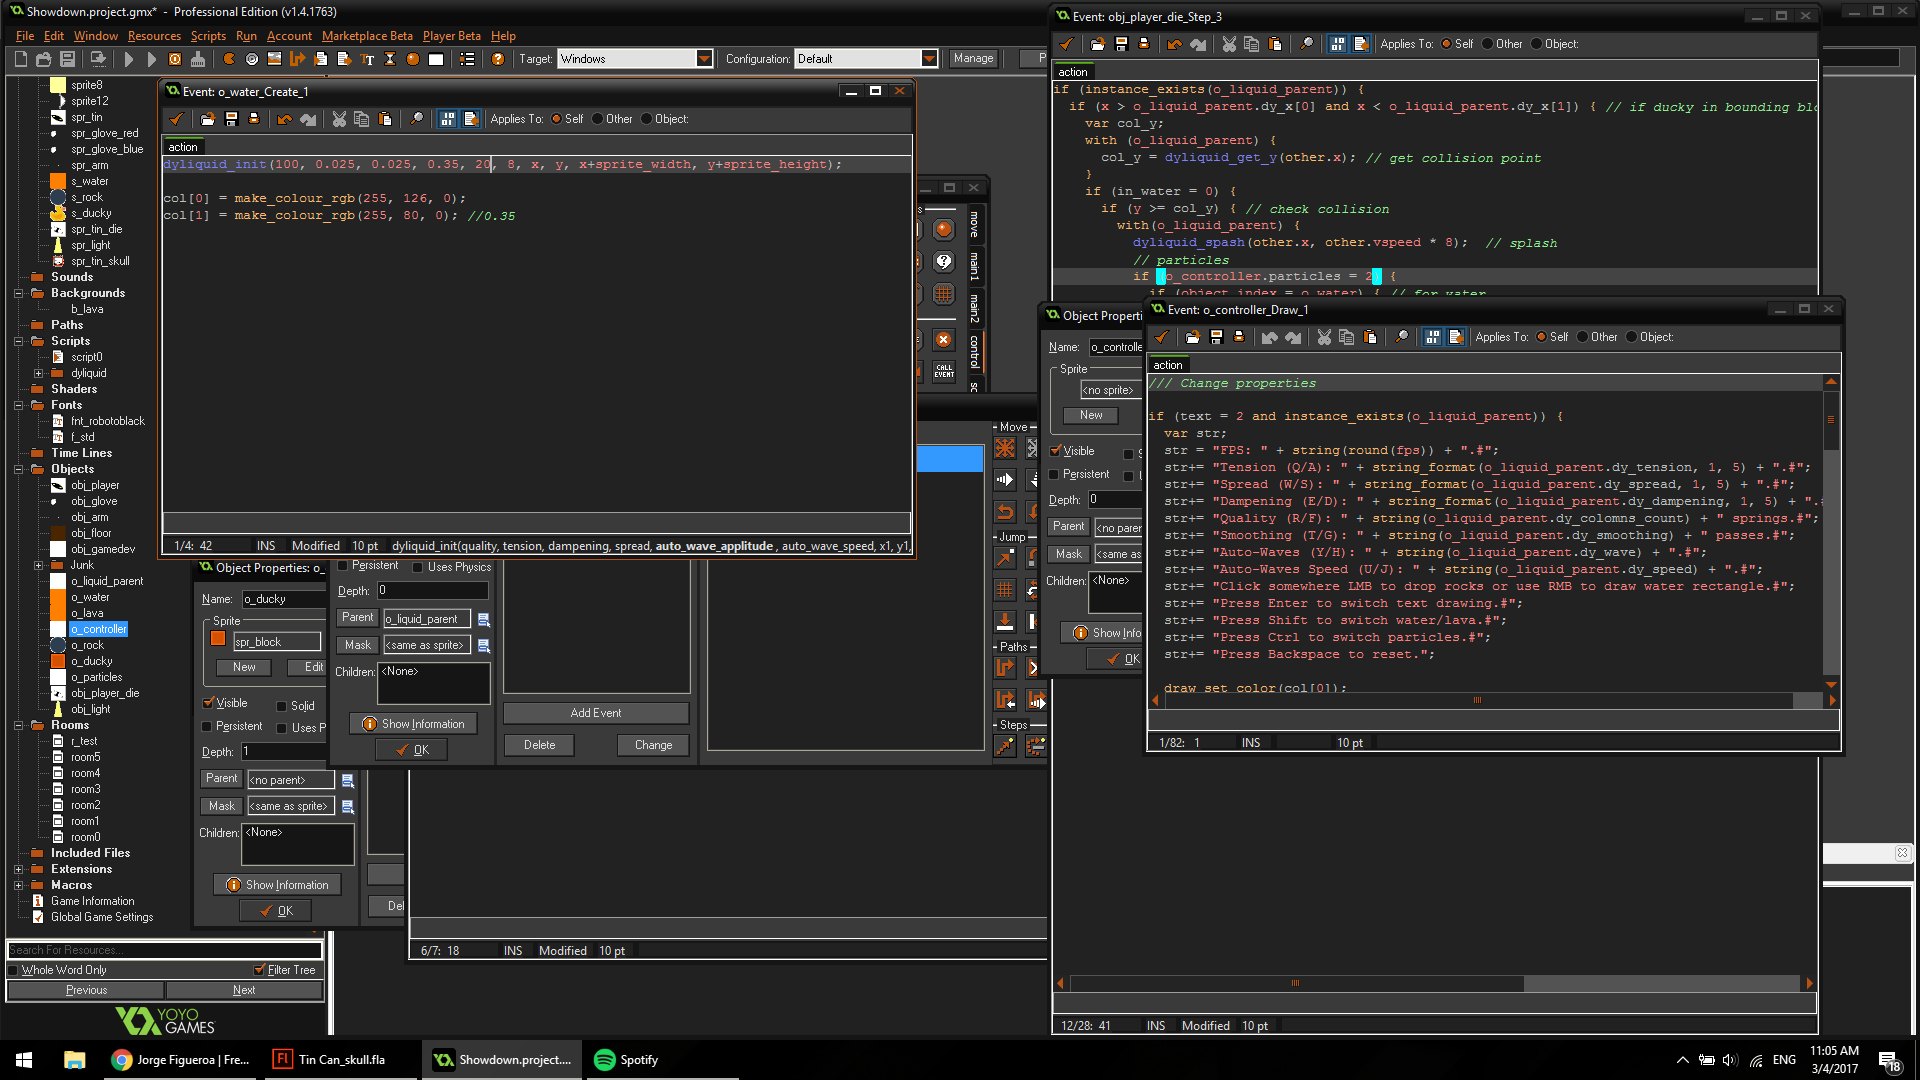 Showdown.project.gmx* - Professional Edition (v1.4.1763)
File Edit Window Resources Scripts Run Account Marketplace Beta Player Beta Help
Target: Windows
Configuration: Default
Manage
sprite8
sprite12
spr_tin
spr_glove_red
spr_glove_blue
spr_arm
s_water
s_rock
s_ducky
spr_tin_die
spr_light
spr_tin_skull
Sounds
Backgrounds
b_lava
Paths
Scripts
script0
dyliquid
Shaders
Fonts
fnt_robotoblack
f_std
Time Lines
Objects
obj_player
obj_glove
obj_arm
obj_floor
obj_gamedev
Junk
o_liquid_parent
o_water
o_lava
o_controller
o_rock
o_ducky
o_particles
obj_player_die
obj_light
Rooms
r_test
room5
room4
room3
room2
room1
room0
Included Files
Extensions
Macros
Game Information
Global Game Settings
Search For Resources...
Whole Word Only
Filter Tree
Previous
Next
YOYO
GAMES
Event: o_water_Create_1
Applies To: Self Other Object:
action
dyliquid_init(100, 0.025, 0.025, 0.35, 20, 8, x, y, x+sprite_width, y+sprite_height);
col[0] = make_colour_rgb(255, 126, 0);
col[1] = make_colour_rgb(255, 80, 0); //0.35
1/4: 42 INS Modified 10 pt dyliquid_init(quality, tension, dampening, spread, auto_wave_applitude , auto_wave_speed, x1, y1,
move
main1
main2
control
CALL
EVENT
Object Properties: o_
Name: o_ducky
Sprite
spr_block
New
Edit
Visible
Solid
Persistent
Uses P
Depth: 1
Parent <no parent>
Mask <same as sprite>
Children: <None>
Show Information
OK
Persistent
Uses Physics
Depth: 0
Parent o_liquid_parent
Mask <same as sprite>
Children: <None>
Show Information
OK
Add Event
Delete
Change
Move
Jump
Paths
Steps
6/7: 18 INS Modified 10 pt
Event: obj_player_die_Step_3
Applies To: Self Other Object:
action
if (instance_exists(o_liquid_parent)) {
if (x > o_liquid_parent.dy_x[0] and x < o_liquid_parent.dy_x[1]) { // if ducky in bounding blo
var col_y;
with (o_liquid_parent) {
col_y = dyliquid_get_y(other.x); // get collision point
}
if (in_water = 0) {
if (y >= col_y) { // check collision
with(o_liquid_parent) {
dyliquid_spash(other.x, other.vspeed * 8); // splash
// particles
if (o_controller.particles = 2) {
if (object_index = o_water) { // for water
12/28: 41 INS Modified 10 pt
Object Properti
Name: o_controlle
Sprite
<no sprite>
New
Visible
Persistent
Depth: 0
Parent <no parer
Mask <same as
Children: <None>
Show Info
OK
Event: o_controller_Draw_1
Applies To: Self Other Object:
action
/// Change properties
if (text = 2 and instance_exists(o_liquid_parent)) {
var str;
str = "FPS: " + string(round(fps)) + ".#";
str+= "Tension (Q/A): " + string_format(o_liquid_parent.dy_tension, 1, 5) + ".#";
str+= "Spread (W/S): " + string_format(o_liquid_parent.dy_spread, 1, 5) + ".#";
str+= "Dampening (E/D): " + string_format(o_liquid_parent.dy_dampening, 1, 5) + ".#
str+= "Quality (R/F): " + string(o_liquid_parent.dy_colomns_count) + " springs.#";
str+= "Smoothing (T/G): " + string(o_liquid_parent.dy_smoothing) + " passes.#";
str+= "Auto-Waves (Y/H): " + string(o_liquid_parent.dy_wave) + ".#";
str+= "Auto-Waves Speed (U/J): " + string(o_liquid_parent.dy_speed) + ".#";
str+= "Click somewhere LMB to drop rocks or use RMB to draw water rectangle.#";
str+= "Press Enter to switch text drawing.#";
str+= "Press Shift to switch water/lava.#";
str+= "Press Ctrl to switch particles.#";
str+= "Press Backspace to reset.";
draw_set_color(col[0]);
1/82: 1 INS 10 pt
Jorge Figueroa | Fre...
Tin Can_skull.fla
Showdown.project....
Spotify
ENG
11:05 AM
3/4/2017
18